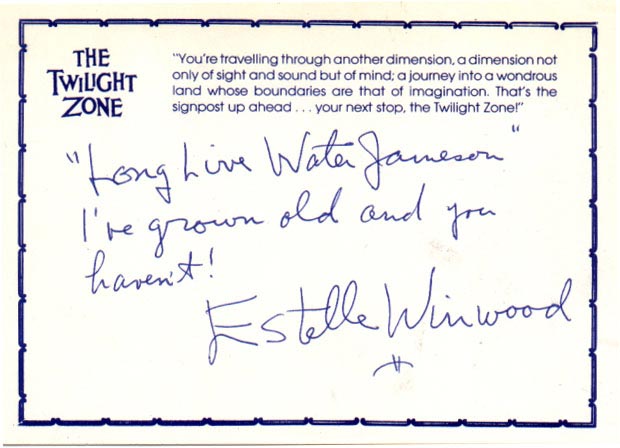 THE
TWILIGHT
ZONE
"You're travelling through another dimension, a dimension not
only of sight and sound but of mind; a journey into a wondrous
land whose boundaries are that of imagination. That's the
signpost up ahead . . . your next stop, the Twilight Zone!"
"Long Live Water Jameson"
I've grown old and you
haven't!
Estelle Winwood